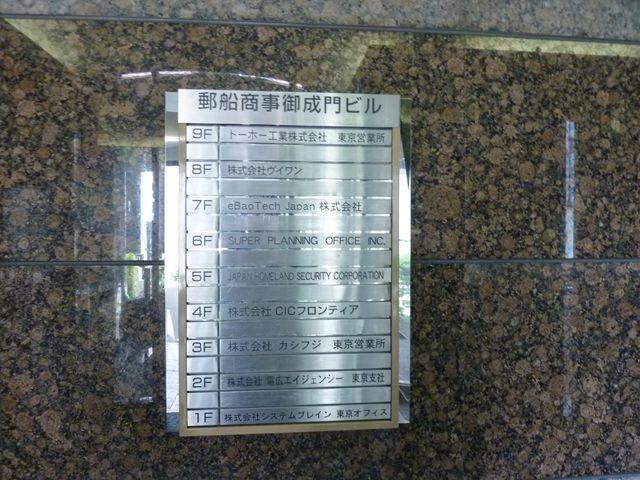 郵船商事御成門ビル
9F トーホー工業株式会社 東京営業所
8F 株式会社ヴイワン
7F eBaoTech Japan 株式会社
6F SUPER PLANNING OFFICE INC.
5F JAPAN HOMELAND SECURITY CORPORATION
4F 株式会社 CICフロンティア
3F 株式会社 カシフジ 東京営業所
2F 株式会社 電広エイジェンシー 東京支社
1F 株式会社システムブレイン 東京オフィス